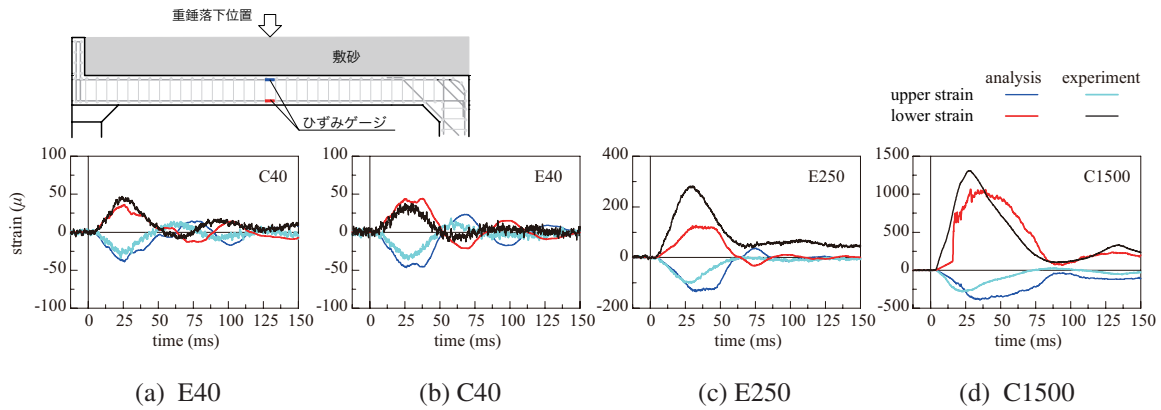 重錘落下位置
敷砂
ひずみゲージ
analysis experiment
upper strain
lower strain
strain (μ)
100
50
0
-50
-100
C40
0 25 50 75 100 125 150
time (ms)
100
50
0
-50
-100
E40
0 25 50 75 100 125 150
time (ms)
400
200
0
-200
E250
0 25 50 75 100 125 150
time (ms)
1500
1000
500
0
-500
C1500
0 25 50 75 100 125 150
time (ms)
(a) E40
(b) C40
(c) E250
(d) C1500